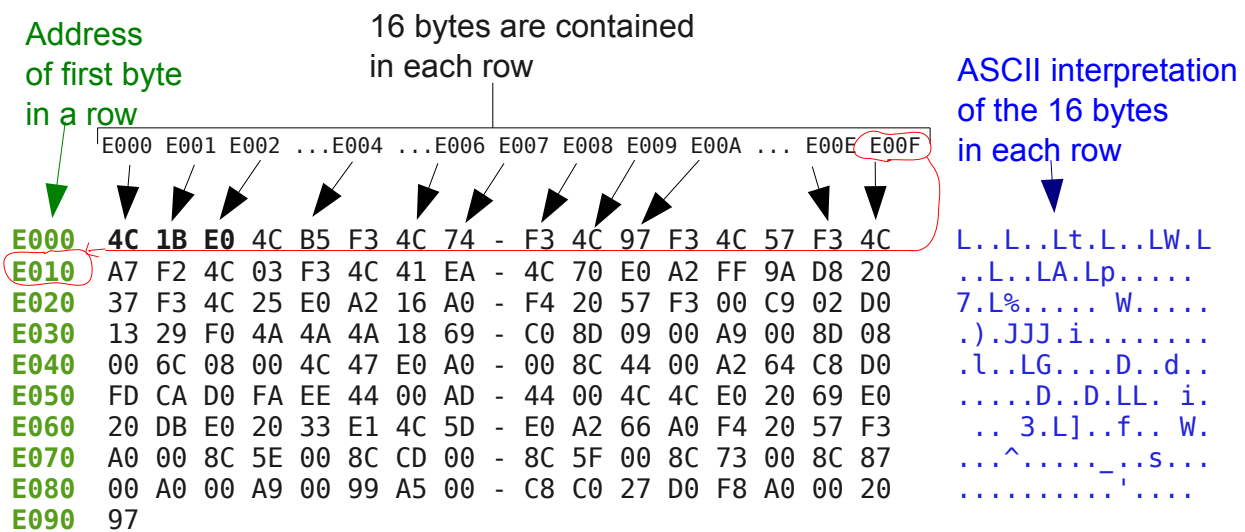 Address
of first byte
in a row
16 bytes are contained
in each row
ASCII interpretation
of the 16 bytes
in each row
E000 E001 E002 ...E004 ...E006 E007 E008 E009 E00A ... E00E E00F
E000 4C 1B E0 4C B5 F3 4C 74 - F3 4C 97 F3 4C 57 F3 4C L..L..Lt.L..LW.L
E010 A7 F2 4C 03 F3 4C 41 EA - 4C 70 E0 A2 FF 9A D8 20 ..L..LA.Lp.....
E020 37 F3 4C 25 E0 A2 16 A0 - F4 20 57 F3 00 C9 02 D0 7.L%..... W.....
E030 13 29 F0 4A 4A 4A 18 69 - C0 8D 09 00 A9 00 8D 08 .).JJJ.i........
E040 00 6C 08 00 4C 47 E0 A0 - 00 8C 44 00 A2 64 C8 D0 .l..LG....D..d..
E050 FD CA D0 FA EE 44 00 AD - 44 00 4C 4C E0 20 69 E0 .....D..D.LL. i.
E060 20 DB E0 20 33 E1 4C 5D - E0 A2 66 A0 F4 20 57 F3 .. 3.L]..f.. W.
E070 A0 00 8C 5E 00 8C CD 00 - 8C 5F 00 8C 73 00 8C 87 ...^....._..s...
E080 00 A0 00 A9 00 99 A5 00 - C8 C0 27 D0 F8 A0 00 20 ..........'....
E090 97